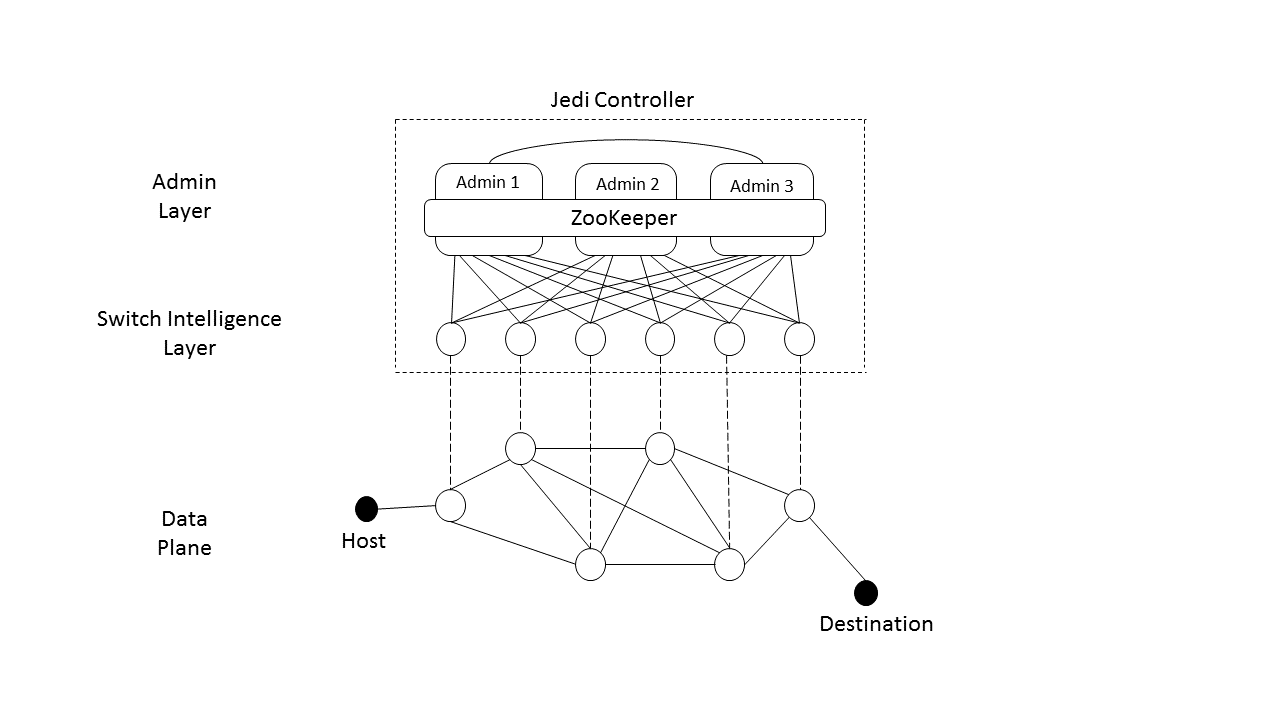 Jedi Controller
Admin
Layer
Admin 1
Admin 2
Admin 3
ZooKeeper
Switch Intelligence
Layer
Data
Plane
Host
Destination